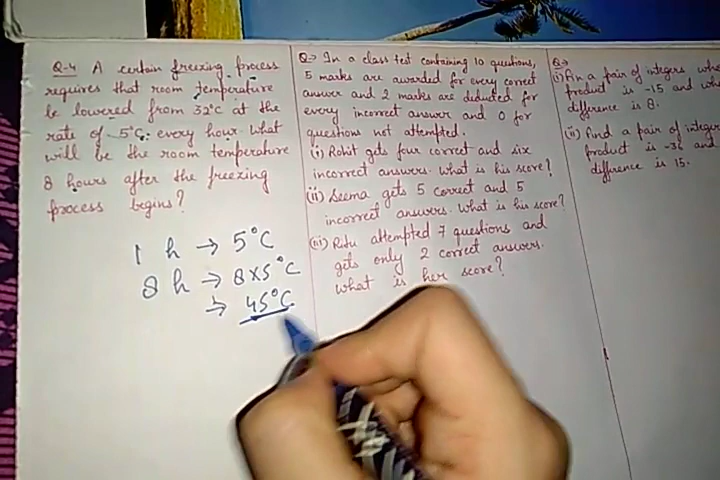 Q-4 A certain freezing process
requires that room temperature
be lowered from 32°C at the
rate of 5°C every hour. What
will be the room temperature
8 hours after the freezing
process begins?
1 h → 5°C
8 h → 8×5°C
⇒ 45°C
Q→ In a class test containing 10 questions,
5 marks are awarded for every correct
answer and 2 marks are deducted for
every incorrect answer and 0 for
questions not attempted.
(i) Rohit gets four correct and six
incorrect answers. What is his score?
(ii) Seema gets 5 correct and 5
incorrect answers. What is his score?
(iii) Ritu attempted 7 questions and
gets only 2 correct answers.
What is her score?
Q→
(i) a pair of integers
product is -15 and
difference is 8.
(ii) Find a pair of
product is -36 and
difference is 15.